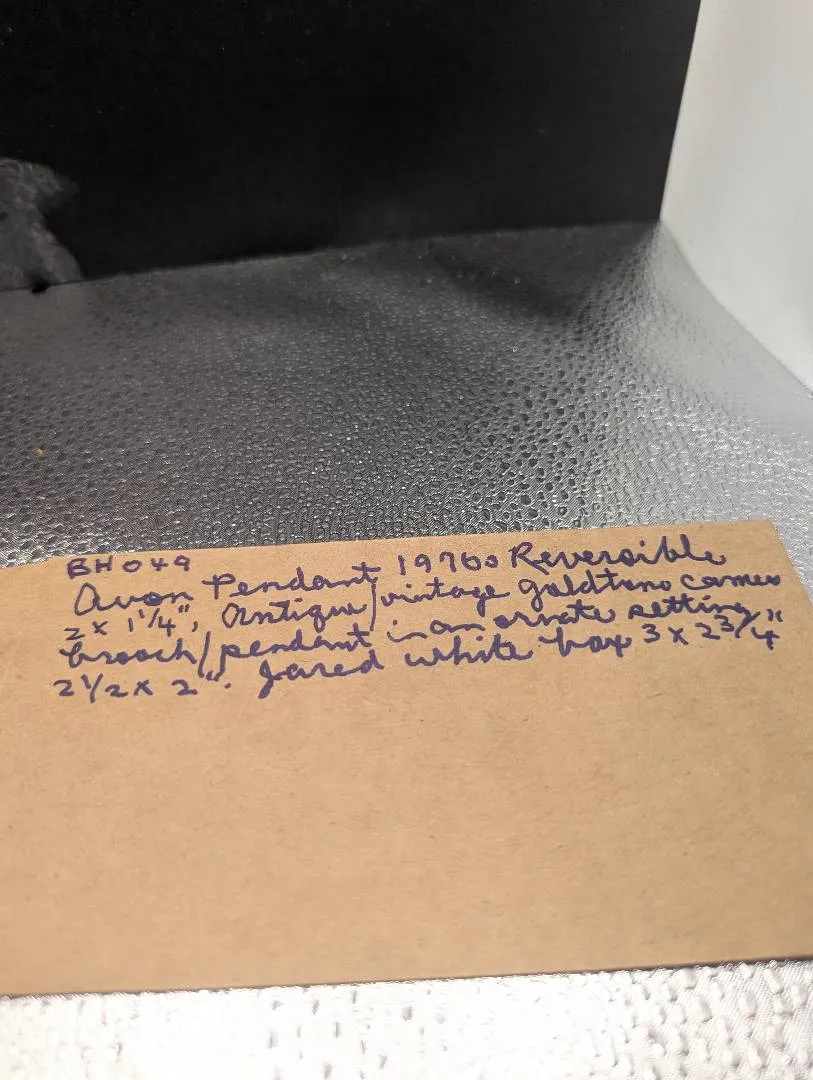 BH049
Avon Pendant 1970s Reversible
2 x 1 1/4", Antique/vintage goldtone cameo
brooch/pendant in an ornate setting
2 1/2 x 2". Jared white box 3 x 2 3/4"